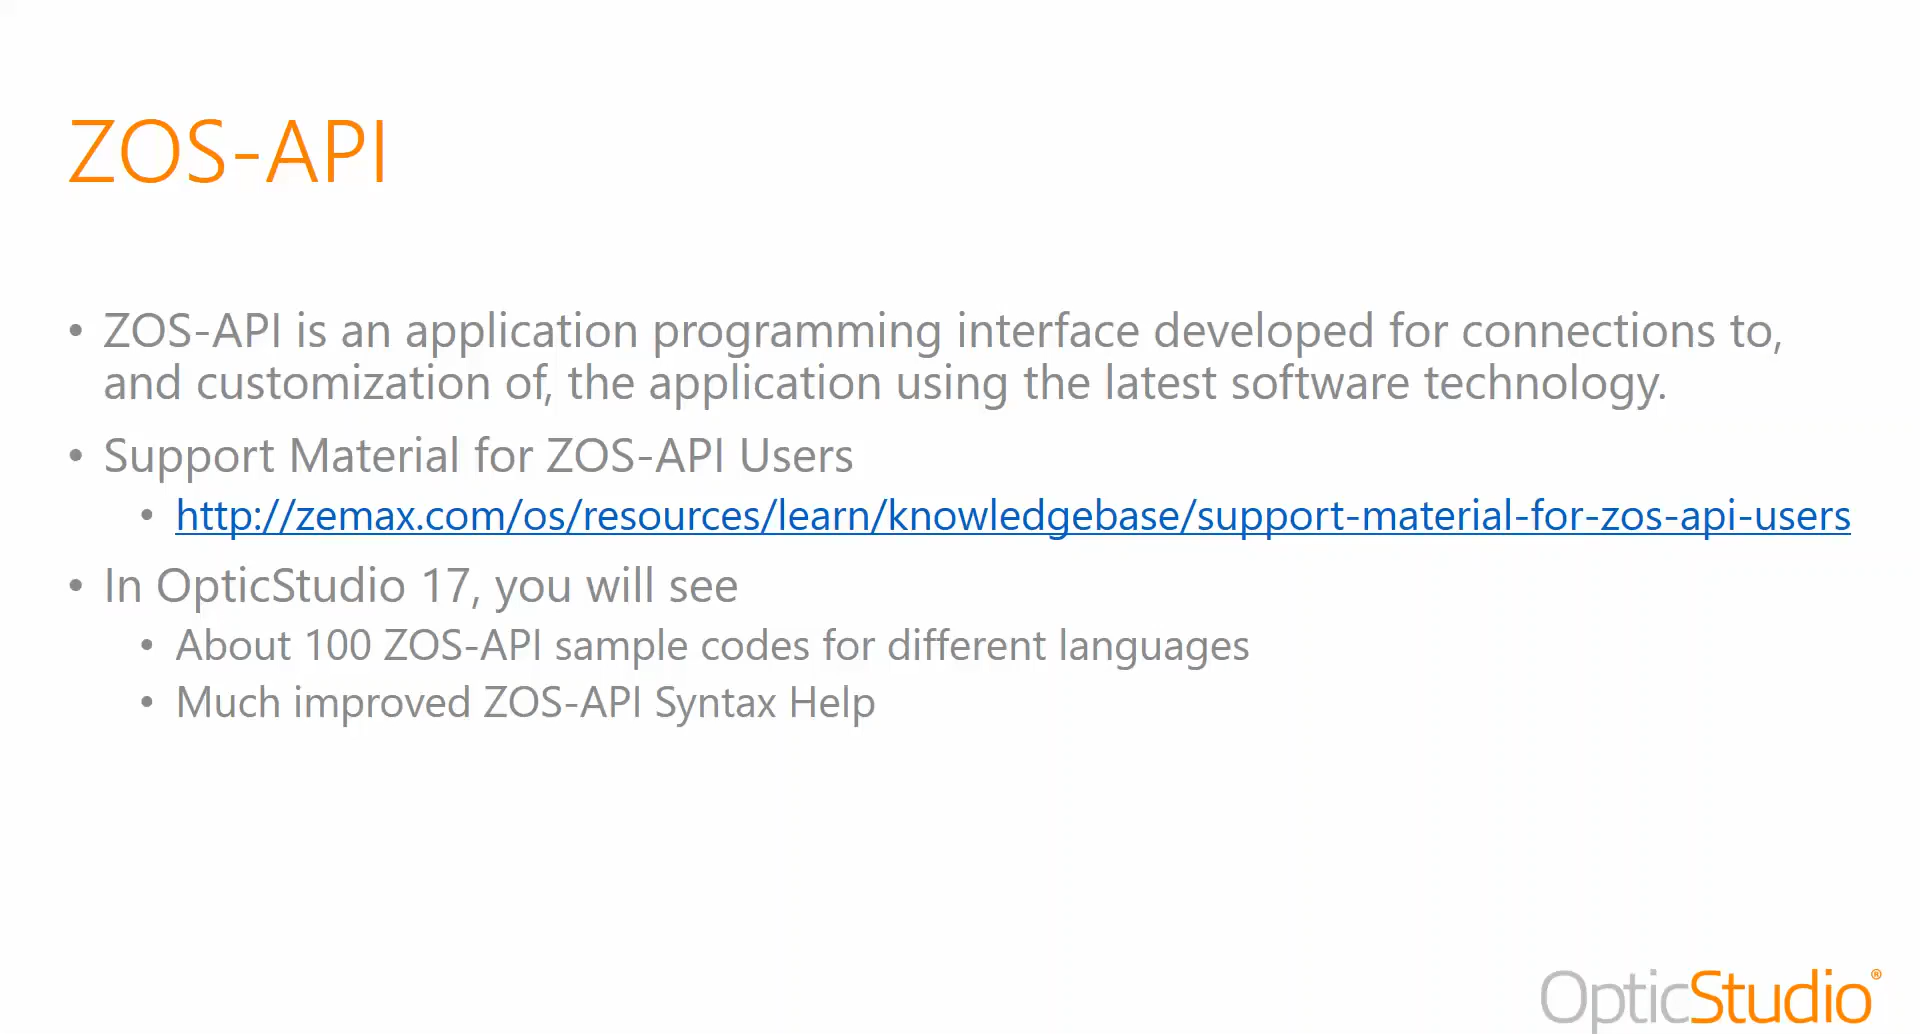 ZOS-API
• ZOS-API is an application programming interface developed for connections to,
and customization of, the application using the latest software technology.
• Support Material for ZOS-API Users
• http://zemax.com/os/resources/learn/knowledgebase/support-material-for-zos-api-users
• In OpticStudio 17, you will see
• About 100 ZOS-API sample codes for different languages
• Much improved ZOS-API Syntax Help
OpticStudio®